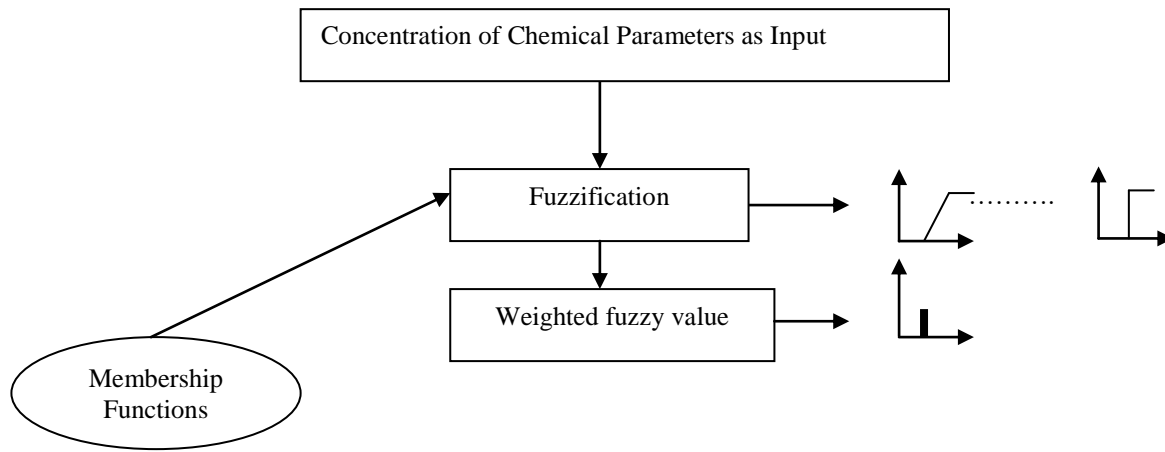 Concentration of Chemical Parameters as Input
Fuzzification
Weighted fuzzy value
Membership
Functions